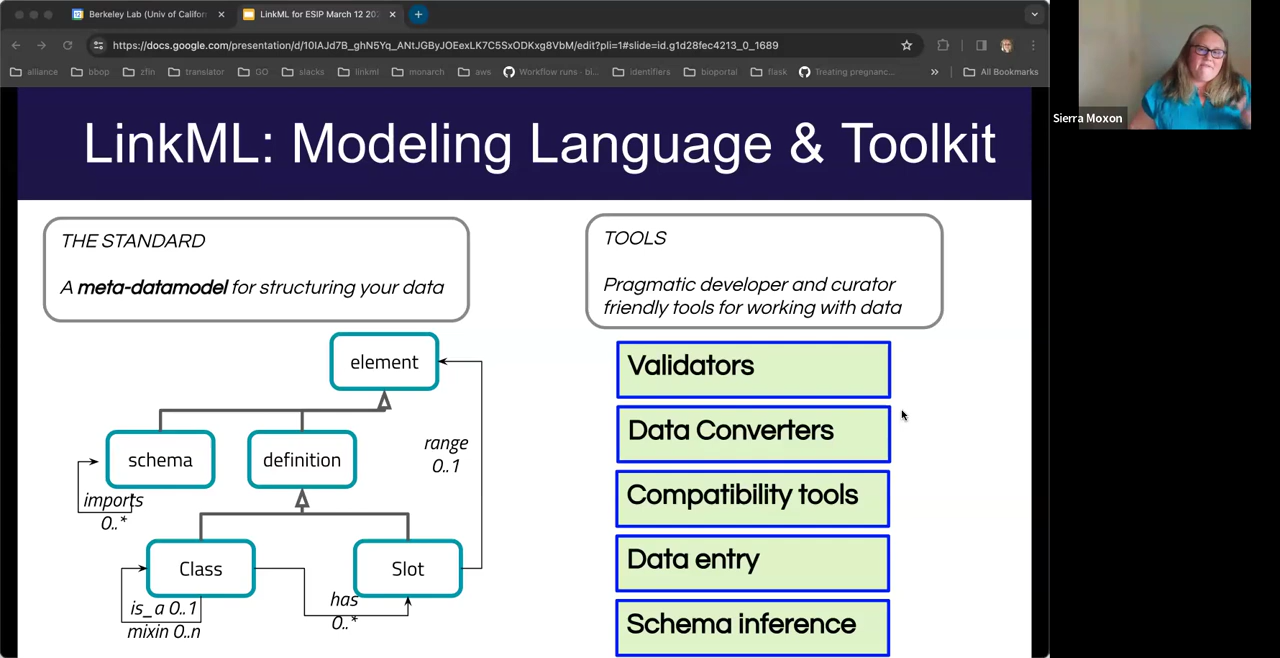 Berkeley Lab (Univ of Califor
LinkML for ESIP March 12 202
https://docs.google.com/presentation/d/10IAJd7B_ghN5Yq_ANtJGByJOEexLK7C5SxODKxg8VbM/edit?pli=1#slide=id.g1d28fec4213_0_1689
alliance
bbop
zfin
translator
GO
slacks
linkml
monarch
aws
Workflow runs · bi...
identifiers
bioportal
flask
Treating pregnanc...
»
All Bookmarks
Sierra Moxon
LinkML: Modeling Language & Toolkit
THE STANDARD
A meta-datamodel for structuring your data
TOOLS
Pragmatic developer and curator
friendly tools for working with data
element
schema
definition
range
0..1
imports
0..*
Class
Slot
is_a 0..1
mixin 0..n
has
0..*
Validators
Data Converters
Compatibility tools
Data entry
Schema inference